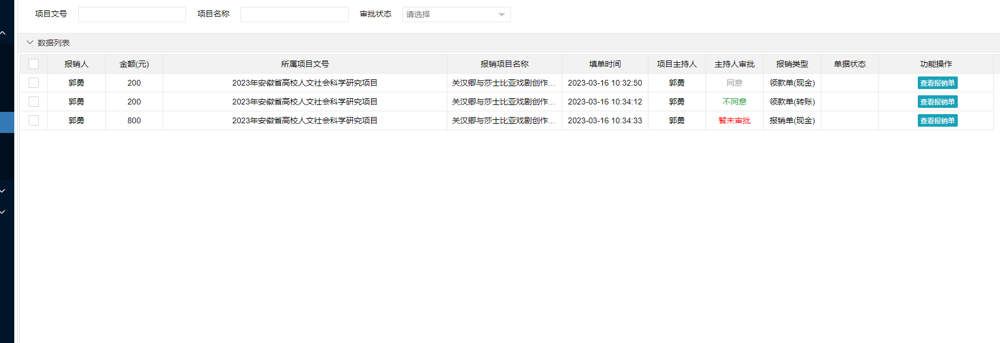 项目文号 项目名称 审批状态 请选择
数据列表
报销人 金额(元) 所属项目文号 报销项目名称 填单时间 项目主持人 主持人审批 报销类型 单据状态 功能操作
郭勇 200 2023年安徽省高校人文社会科学研究项目 关汉卿与莎士比亚戏剧创作... 2023-03-16 10:32:50 郭勇 同意 领款单(现金) 查看报销单
郭勇 200 2023年安徽省高校人文社会科学研究项目 关汉卿与莎士比亚戏剧创作... 2023-03-16 10:34:12 郭勇 不同意 领款单(转账) 查看报销单
郭勇 800 2023年安徽省高校人文社会科学研究项目 关汉卿与莎士比亚戏剧创作... 2023-03-16 10:34:33 郭勇 暂未审批 报销单(现金) 查看报销单